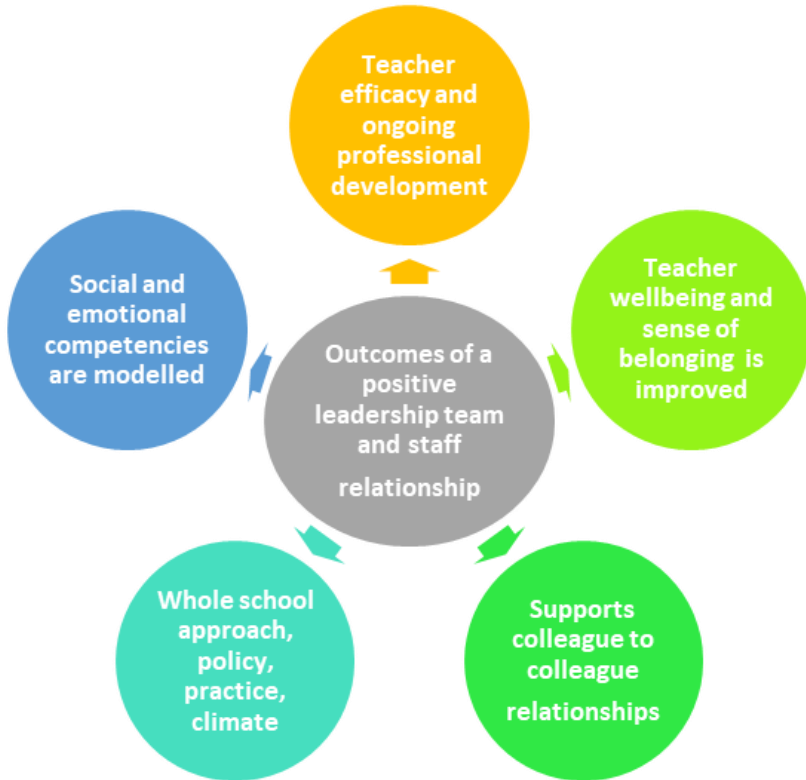 Teacher
efficacy and
ongoing
professional
development
Social and
emotional
competencies
are modelled
Teacher
wellbeing and
sense of
belonging is
improved
Outcomes of a
positive
leadership team
and staff
relationship
Whole school
approach,
policy,
practice,
climate
Supports
colleague to
colleague
relationships